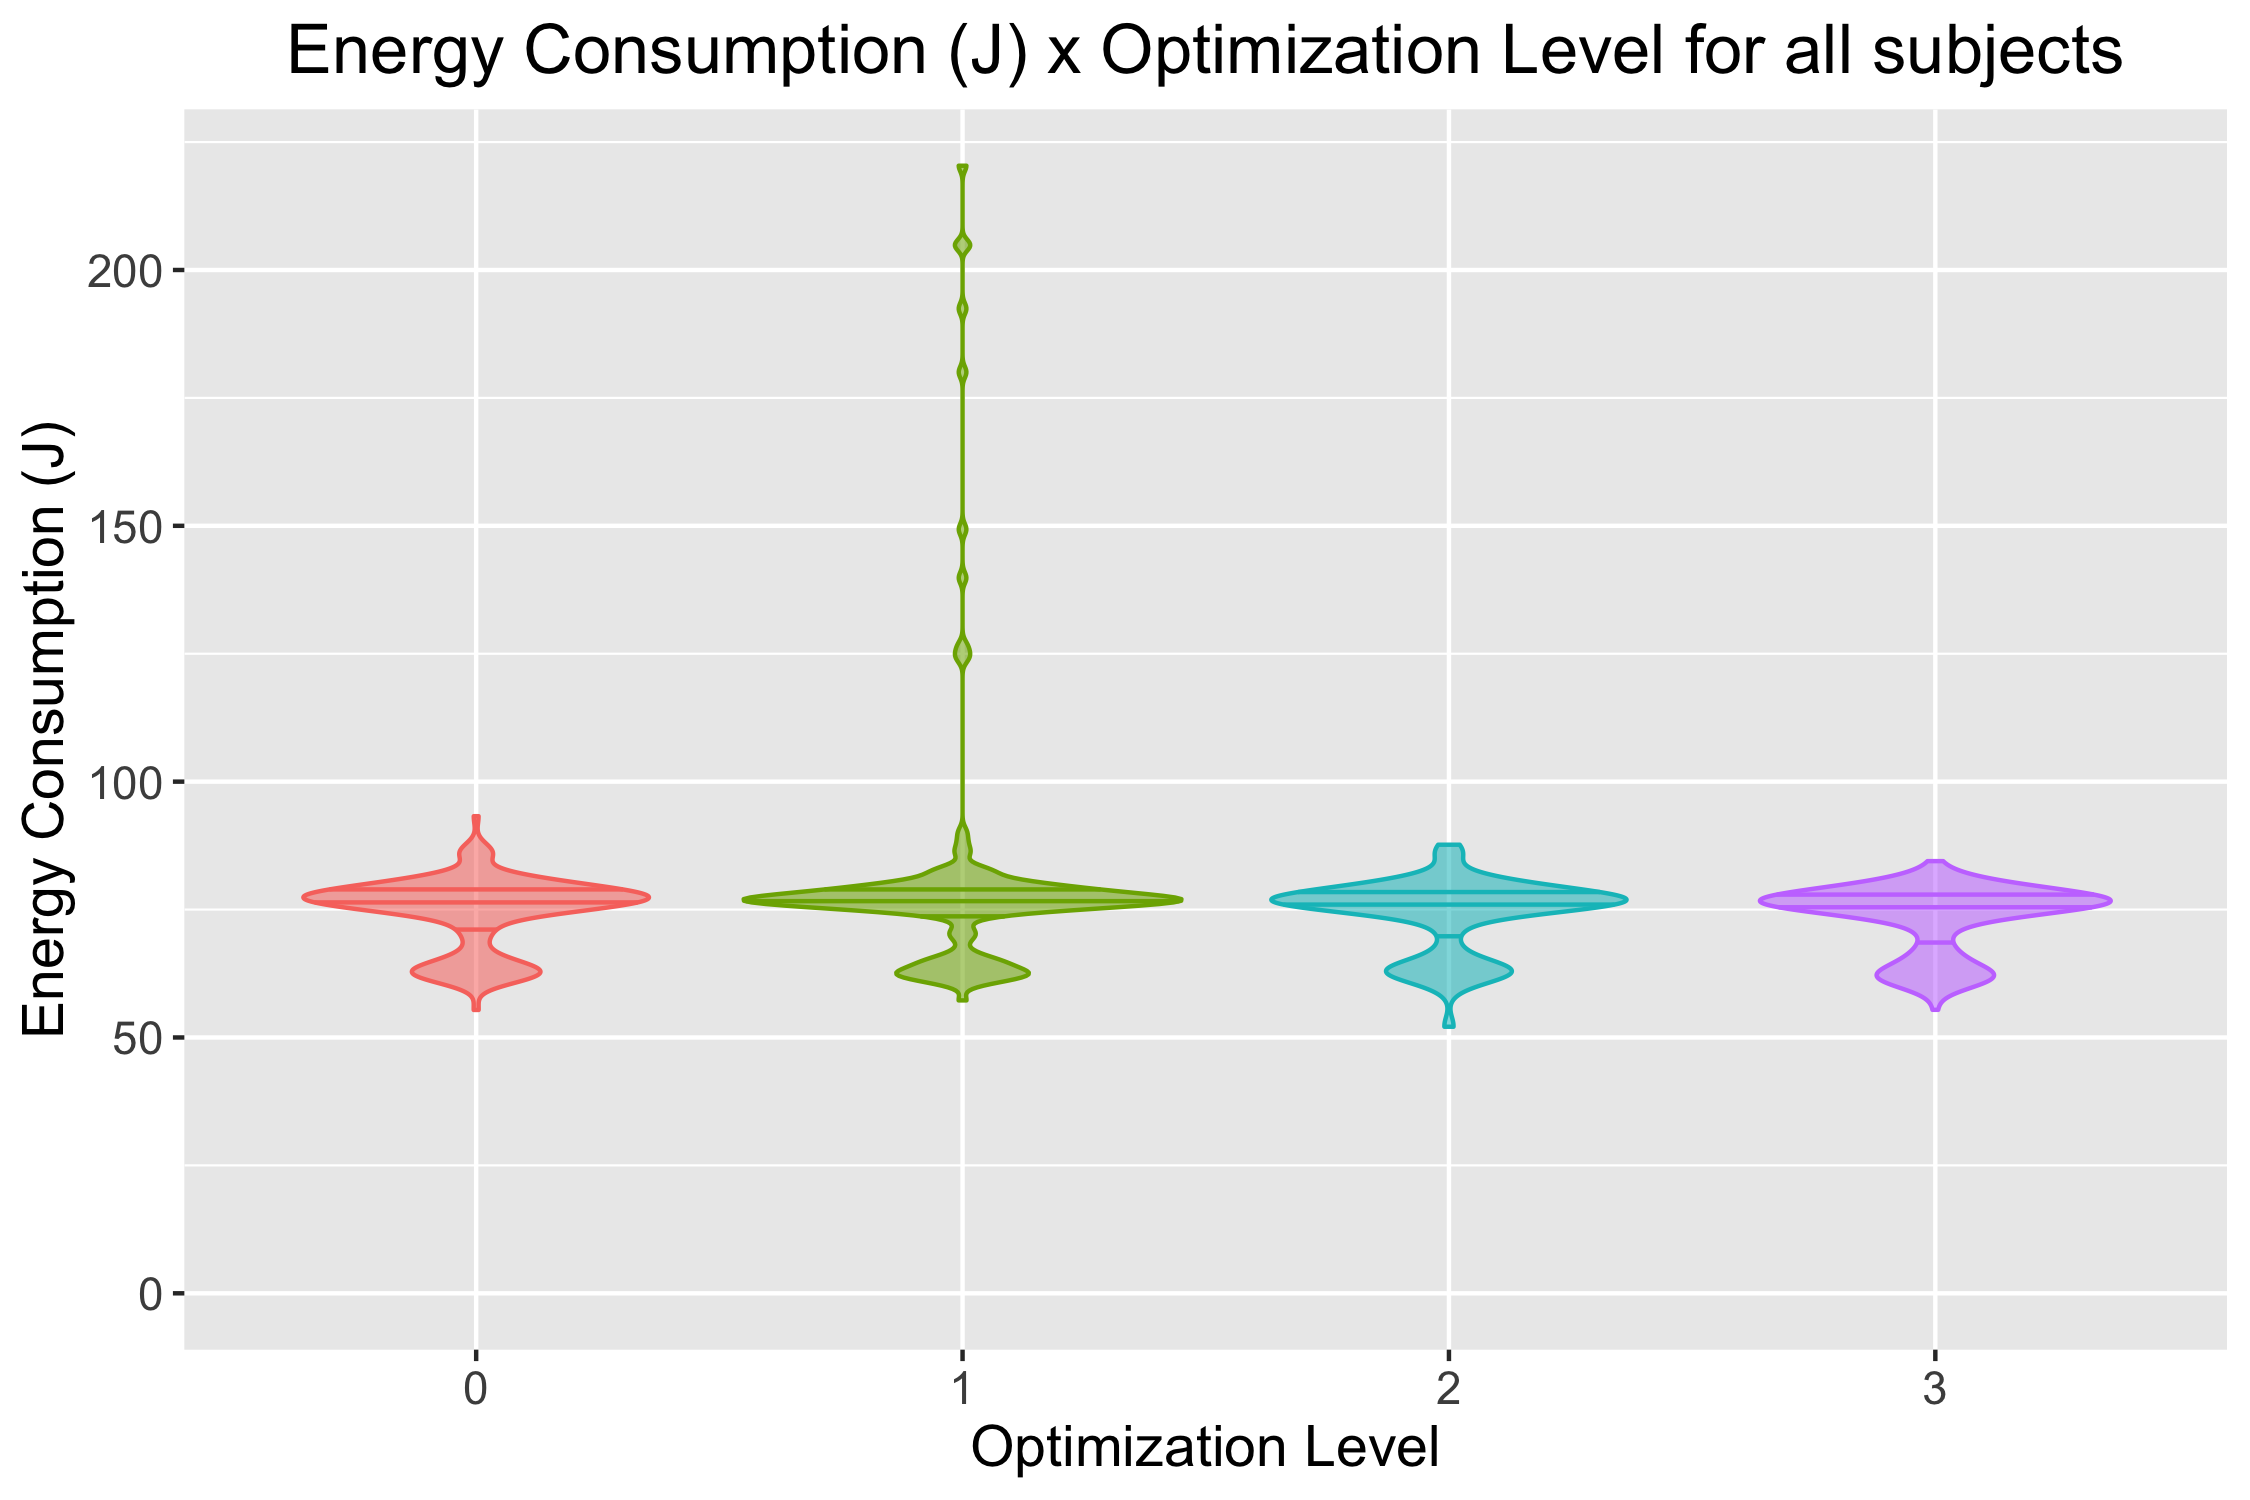 Energy Consumption (J) x Optimization Level for all subjects
Energy Consumption (J)
200
150
100
50
0
0 1 2 3
Optimization Level